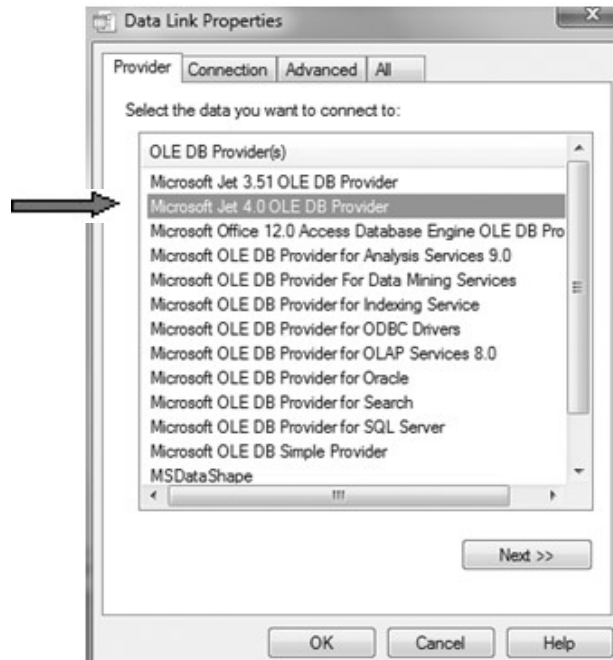 Data Link Properties
Provider Connection Advanced All
Select the data you want to connect to:
OLE DB Provider(s)
Microsoft Jet 3.51 OLE DB Provider
Microsoft Jet 4.0 OLE DB Provider
Microsoft Office 12.0 Access Database Engine OLE DB Pro
Microsoft OLE DB Provider for Analysis Services 9.0
Microsoft OLE DB Provider For Data Mining Services
Microsoft OLE DB Provider for Indexing Service
Microsoft OLE DB Provider for ODBC Drivers
Microsoft OLE DB Provider for OLAP Services 8.0
Microsoft OLE DB Provider for Oracle
Microsoft OLE DB Provider for Search
Microsoft OLE DB Provider for SQL Server
Microsoft OLE DB Simple Provider
MSDataShape
Next >>
OK Cancel Help